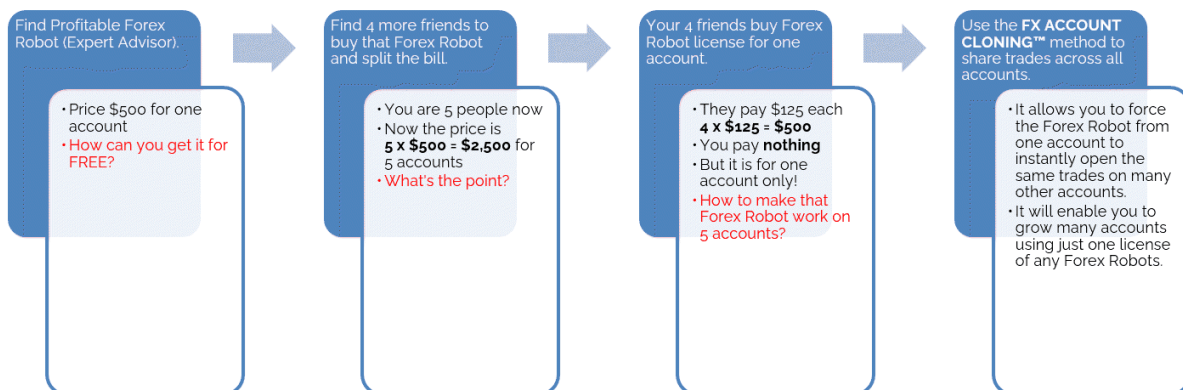 Find Profitable Forex
Robot (Expert Advisor).
• Price $500 for one
account
• How can you get it for
FREE?
Find 4 more friends to
buy that Forex Robot
and split the bill.
• You are 5 people now
• Now the price is
5 x $500 = $2,500 for
5 accounts
• What's the point?
Your 4 friends buy Forex
Robot license for one
account.
• They pay $125 each
4 x $125 = $500
• You pay nothing
• But it is for one
account only!
• How to make that
Forex Robot work on
5 accounts?
Use the FX ACCOUNT
CLONING™ method to
share trades across all
accounts.
• It allows you to force
the Forex Robot from
one account to
instantly open the
same trades on many
other accounts.
• It will enable you to
grow many accounts
using just one license
of any Forex Robots.